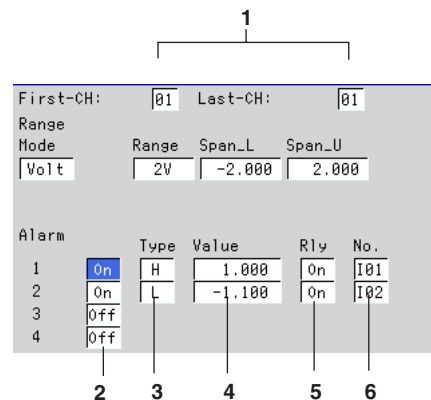 1
First-CH: 01 Last-CH: 01
Range
Mode Range Span_L Span_U
Volt 2V -2.000 2.000
Alarm Type Value Rly No.
1 On H 1.000 On I01
2 On L -1.100 On I02
3 Off
4 Off
2 3 4 5 6